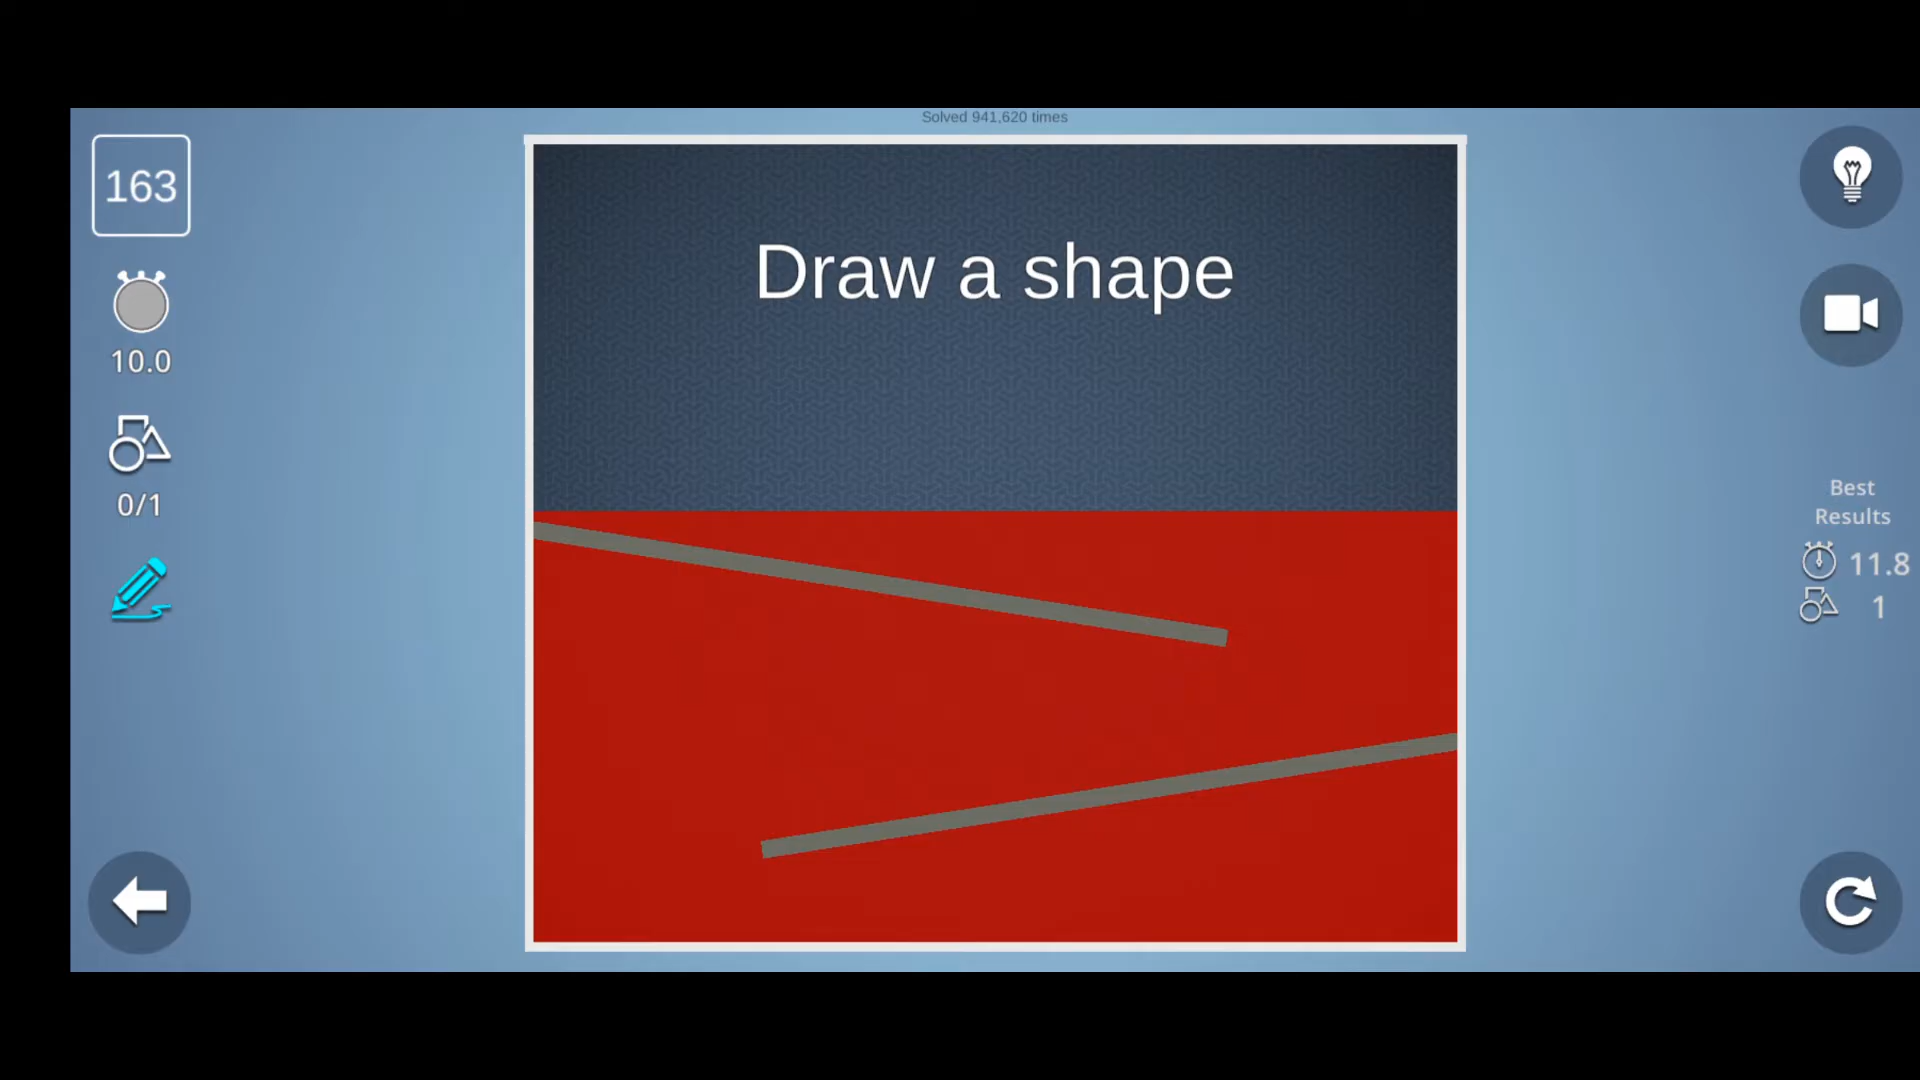 Solved 941,620 times
163
Draw a shape
10.0
0/1
Best
Results
11.8
1